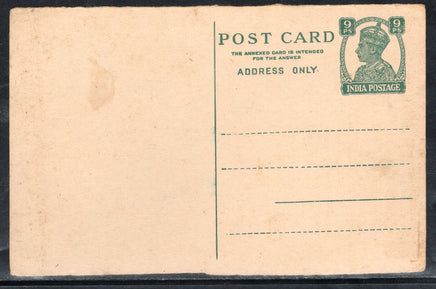 POST CARD
THE ANNEXED CARD IS INTENDED
FOR THE ANSWER
ADDRESS ONLY.
9 9
PS PS
INDIA POSTAGE